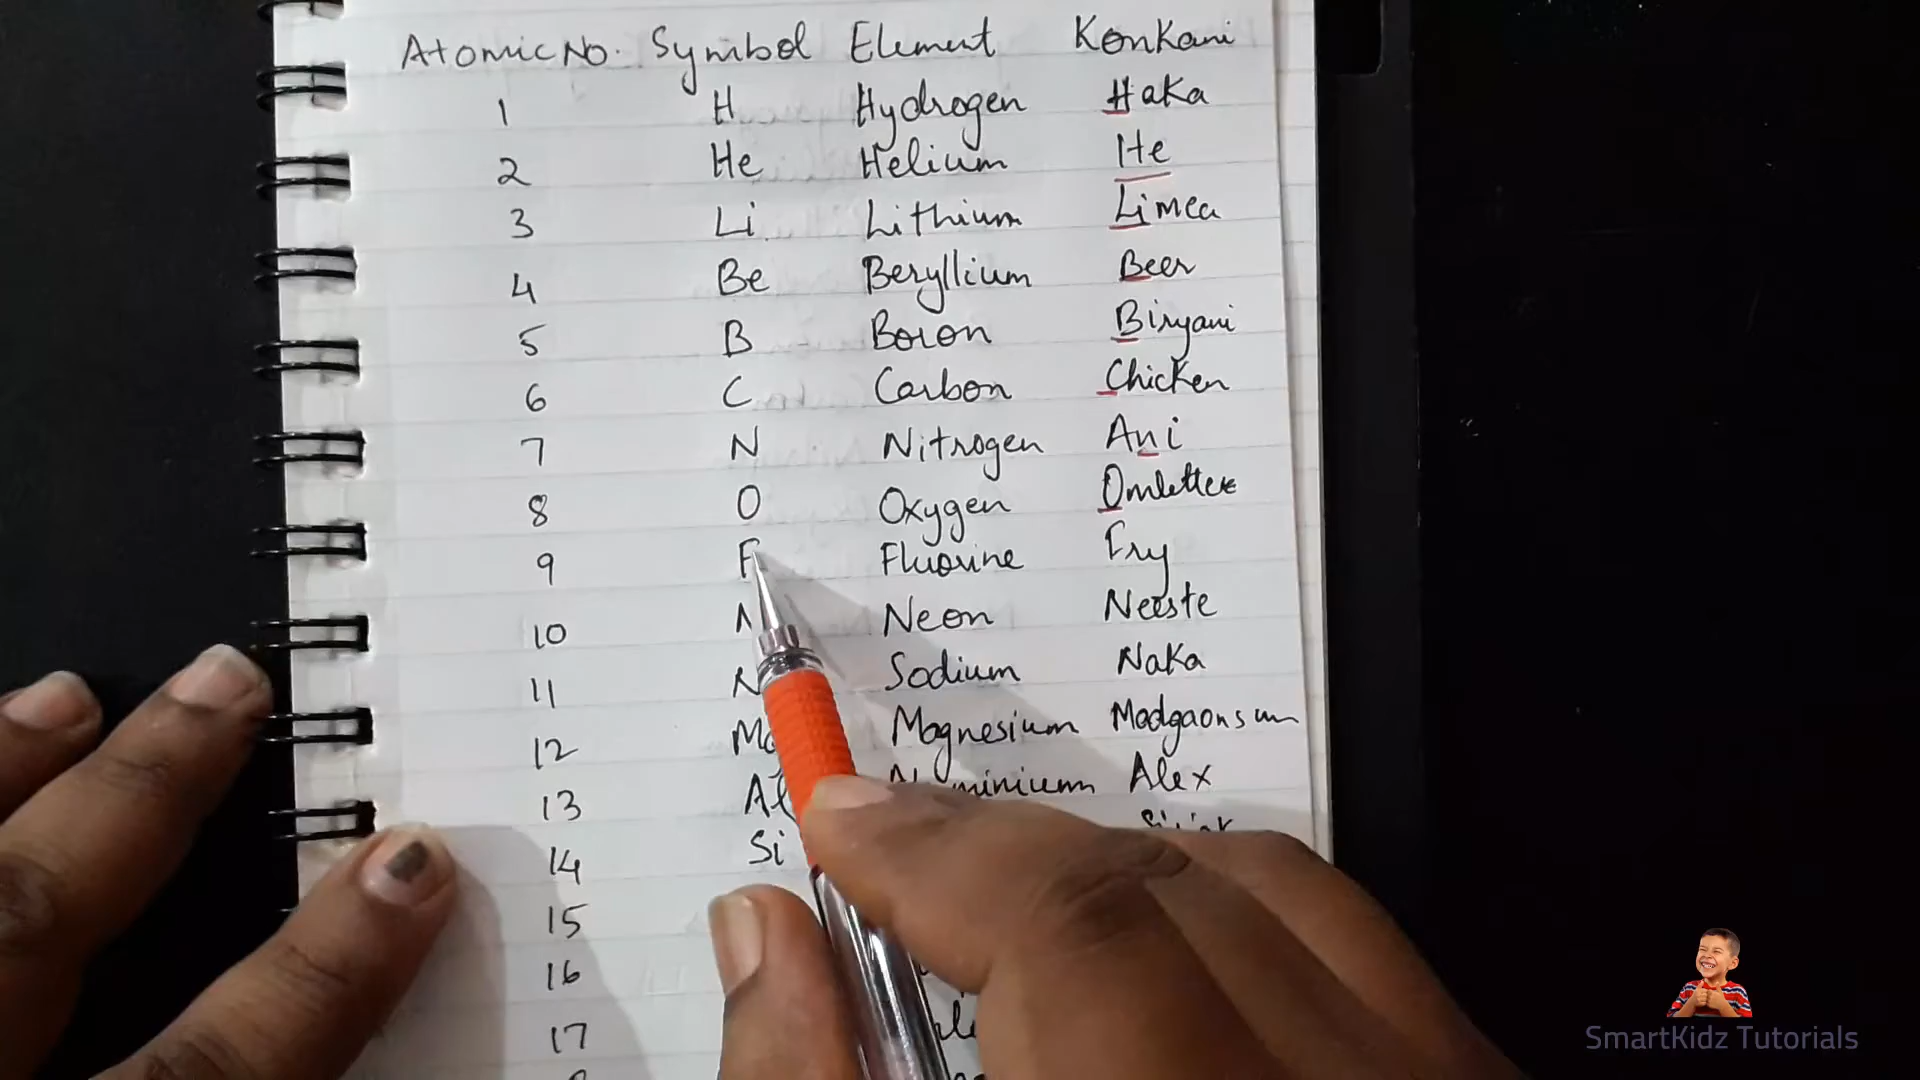 Atomic No. Symbol Element Konkani
1 H Hydrogen Haka
2 He Helium He
3 Li Lithium Limea
4 Be Beryllium Beer
5 B Boron Biryani
6 C Carbon Chicken
7 N Nitrogen Ani
8 O Oxygen Omlette
9 F Fluorine Fry
10 Neon Neeste
11 Sodium Naka
12 Mg Magnesium Madgaonsun
13 Al Alex
14 Si
15
16
17
SmartKidz Tutorials